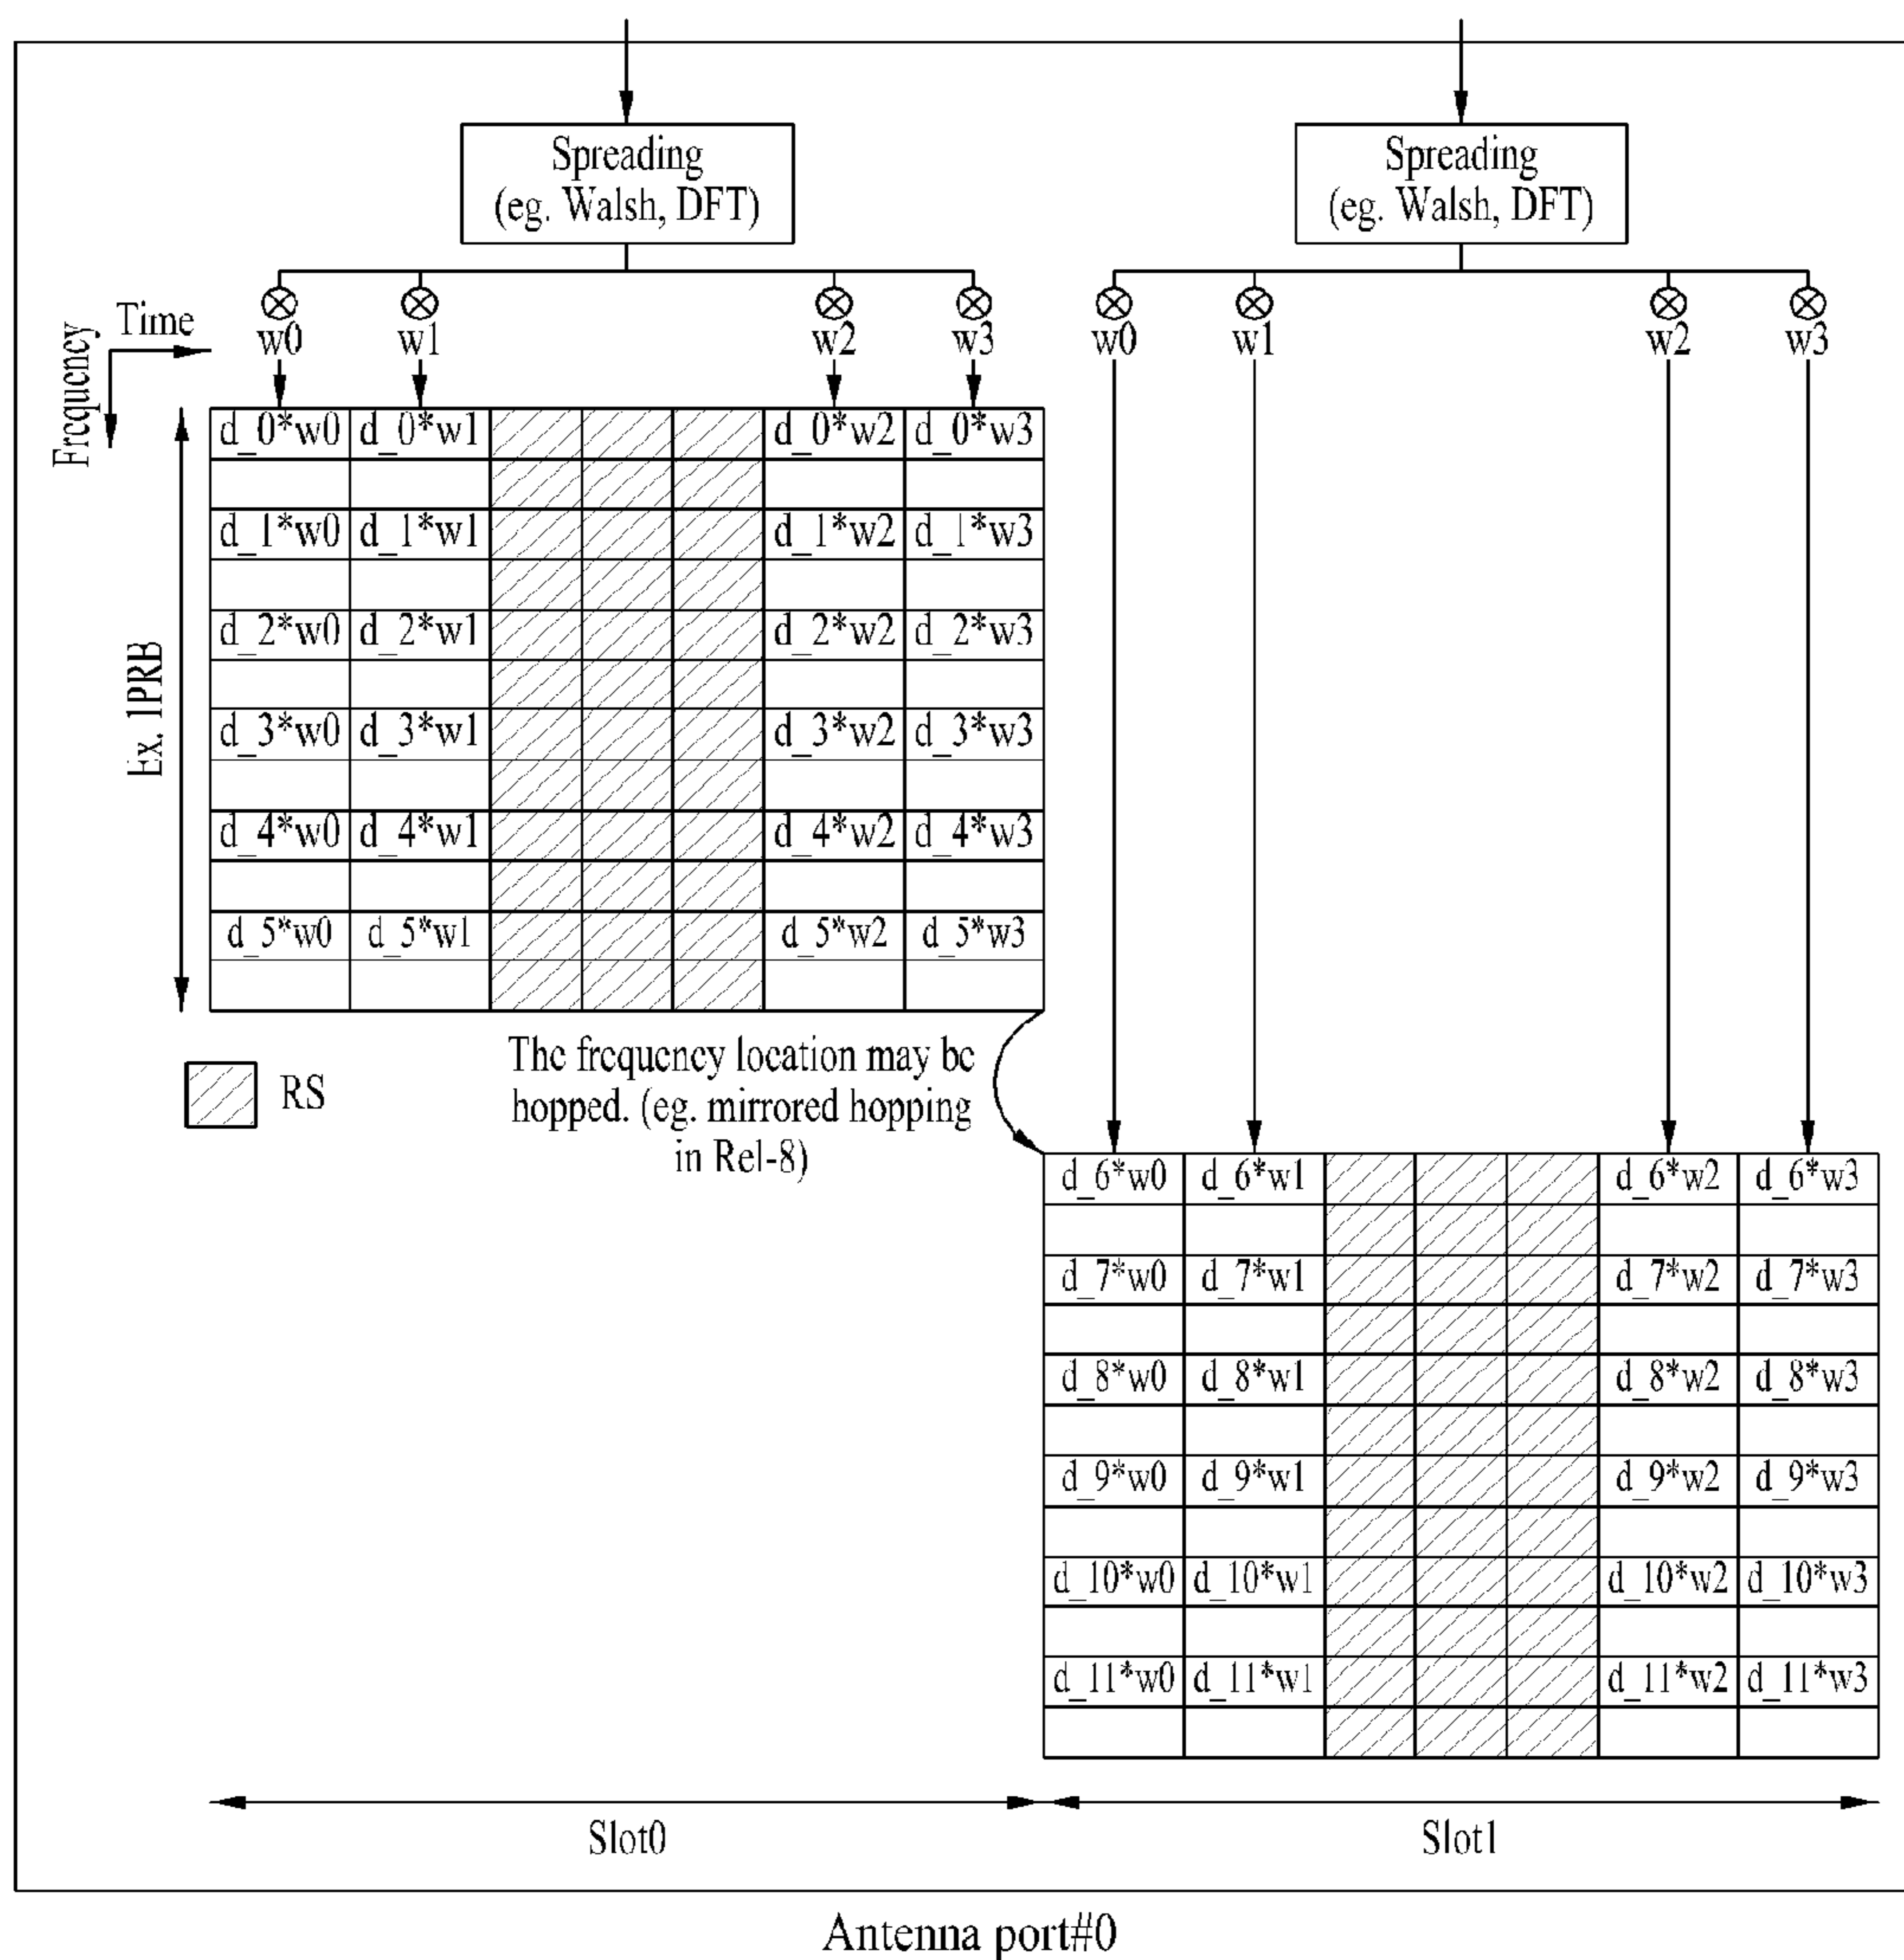 Spreading
(eg. Walsh, DFT)
Spreading
(eg. Walsh, DFT)
Time
Frequency
w0 w1 w2 w3 w0 w1 w2 w3
Ex. 1PRB
d_0*w0 d_0*w1 d_0*w2 d_0*w3
d_1*w0 d_1*w1 d_1*w2 d_1*w3
d_2*w0 d_2*w1 d_2*w2 d_2*w3
d_3*w0 d_3*w1 d_3*w2 d_3*w3
d_4*w0 d_4*w1 d_4*w2 d_4*w3
d_5*w0 d_5*w1 d_5*w2 d_5*w3
RS
The frequency location may be
hopped. (eg. mirrored hopping
in Rel-8)
d_6*w0 d_6*w1 d_6*w2 d_6*w3
d_7*w0 d_7*w1 d_7*w2 d_7*w3
d_8*w0 d_8*w1 d_8*w2 d_8*w3
d_9*w0 d_9*w1 d_9*w2 d_9*w3
d_10*w0 d_10*w1 d_10*w2 d_10*w3
d_11*w0 d_11*w1 d_11*w2 d_11*w3
Slot0 Slot1
Antenna port#0